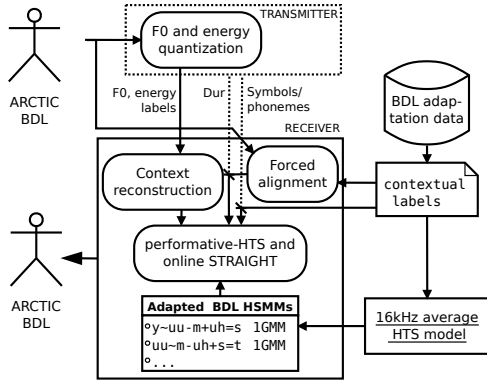 TRANSMITTER
F0 and energy
quantization
ARCTIC
BDL
F0, energy
labels
Dur
Symbols/
phonemes
BDL adap-
tation data
RECEIVER
Context
reconstruction
Forced
alignment
contextual
labels
performative-HTS and
online STRAIGHT
ARCTIC
BDL
Adapted BDL HSMMs
y~uu-m+uh=s 1GMM
uu~m-uh+s=t 1GMM
...
16kHz average
HTS model